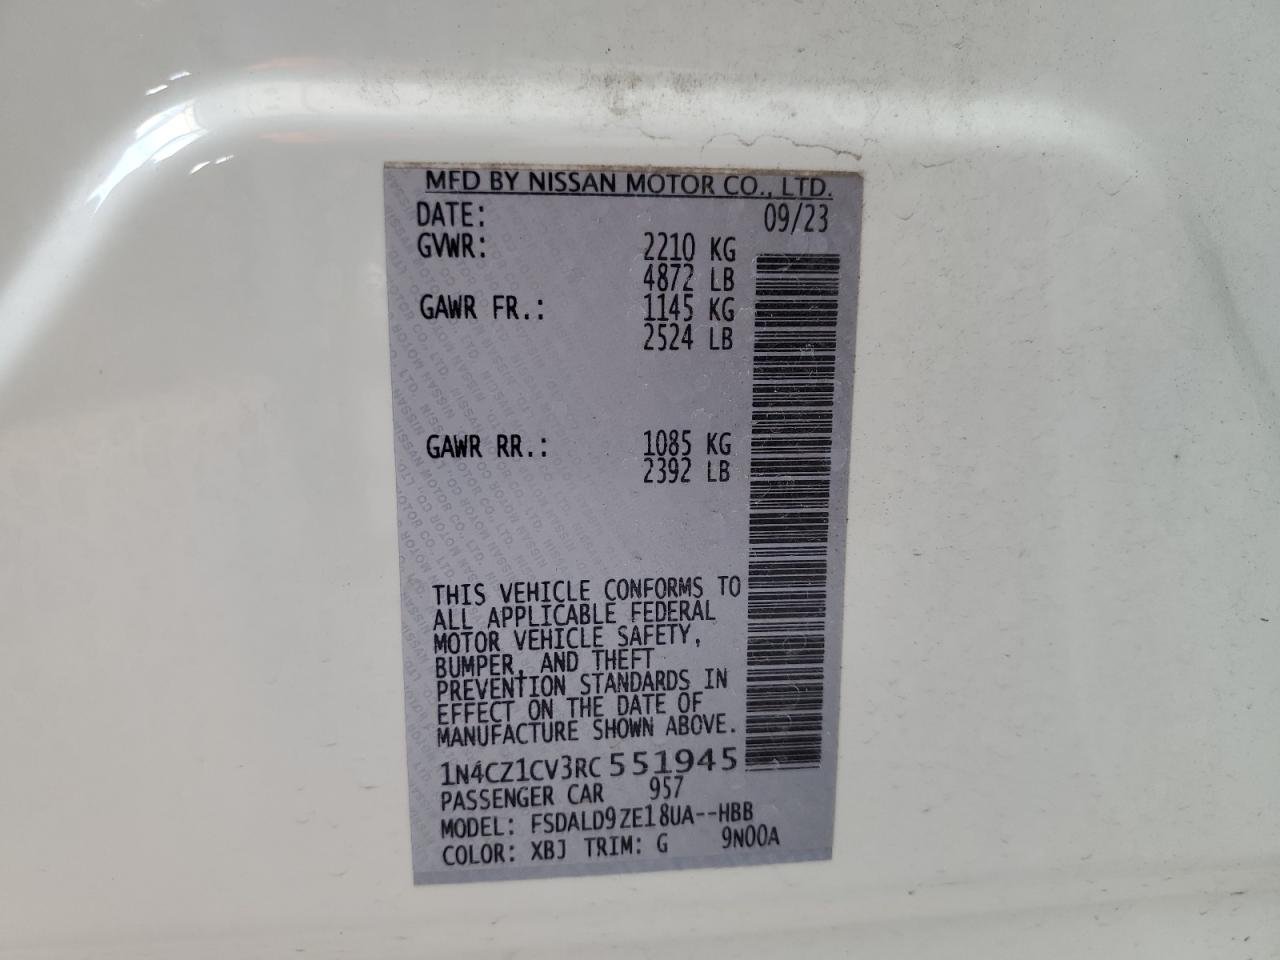 MFD BY NISSAN MOTOR CO., LTD.
DATE: 09/23
GVWR: 2210 KG
4872 LB
GAWR FR.: 1145 KG
2524 LB
GAWR RR.: 1085 KG
2392 LB
THIS VEHICLE CONFORMS TO
ALL APPLICABLE FEDERAL
MOTOR VEHICLE SAFETY,
BUMPER, AND THEFT
PREVENTION STANDARDS IN
EFFECT ON THE DATE OF
MANUFACTURE SHOWN ABOVE.
1N4CZ1CV3RC551945
PASSENGER CAR 957
MODEL: FSDALD9ZE18UA--HBB
COLOR: XBJ TRIM: G 9N00A